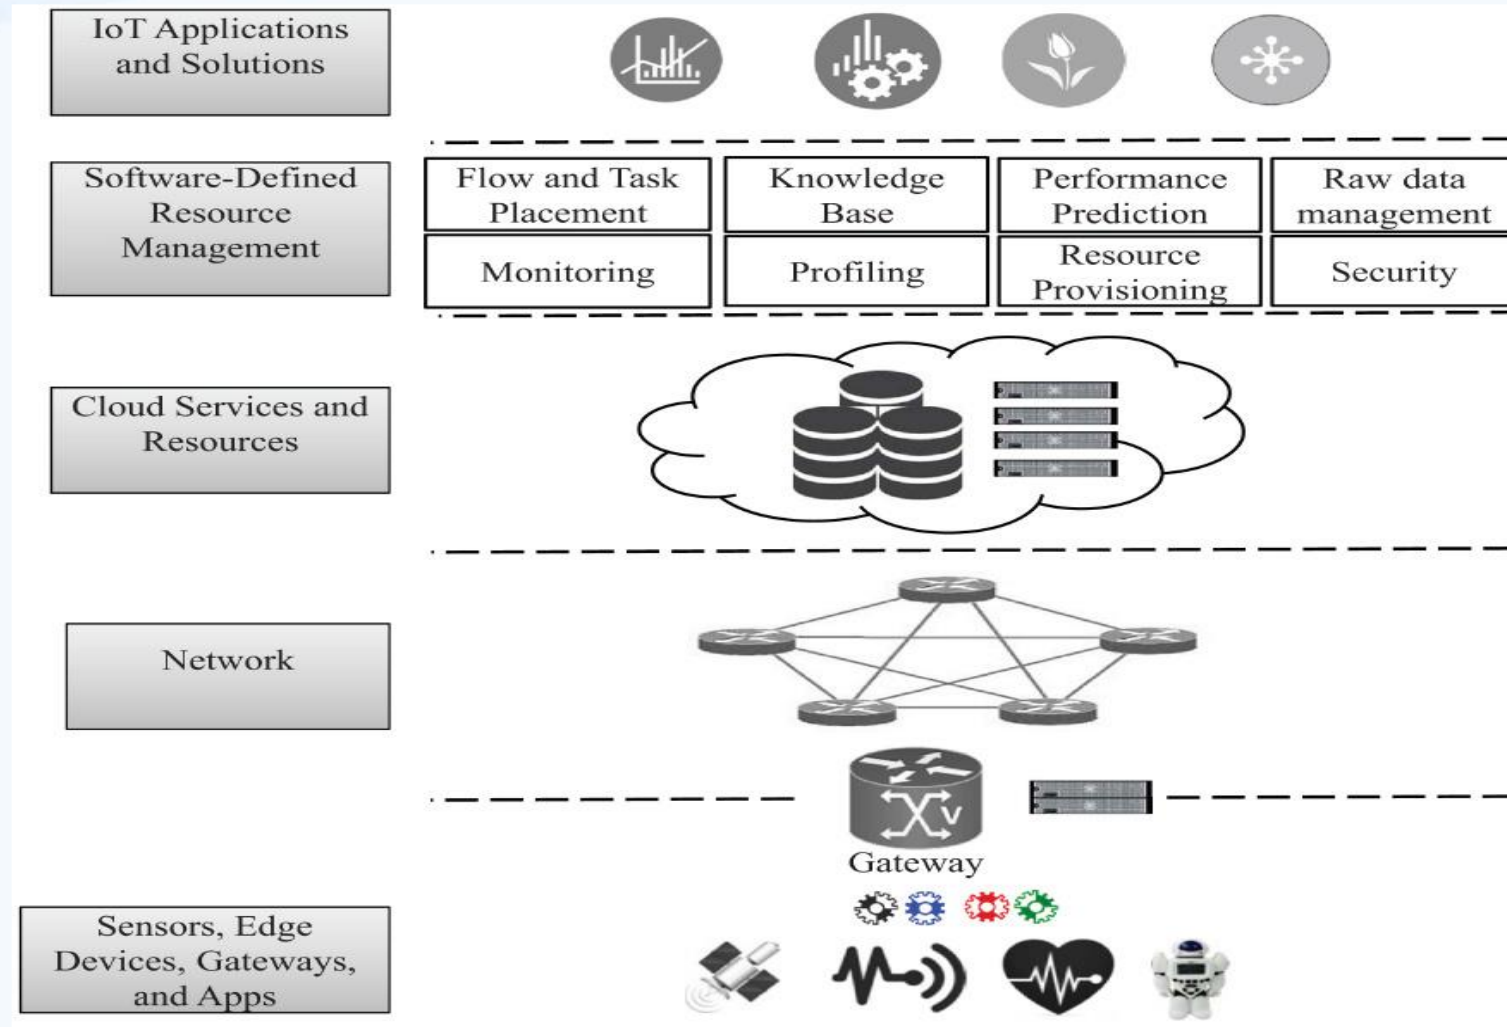 IoT Applications
and Solutions
Software-Defined
Resource
Management
Flow and Task
Placement
Knowledge
Base
Performance
Prediction
Raw data
management
Monitoring
Profiling
Resource
Provisioning
Security
Cloud Services and
Resources
Network
V
Gateway
Sensors, Edge
Devices, Gateways,
and Apps